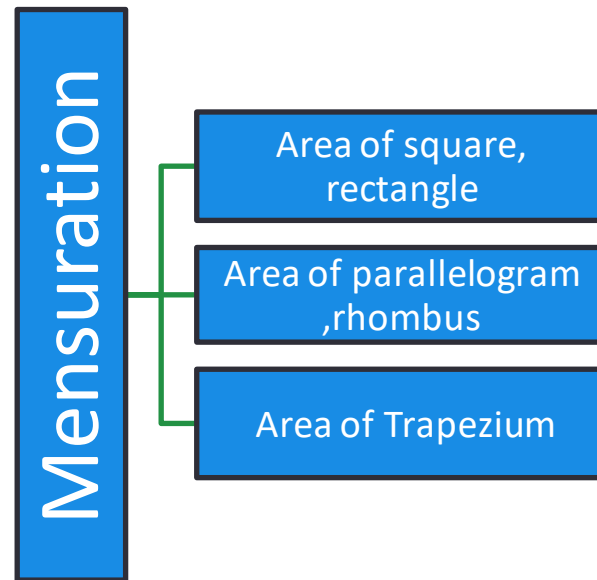 Mensuration
Area of square,
rectangle
Area of parallelogram
,rhombus
Area of Trapezium